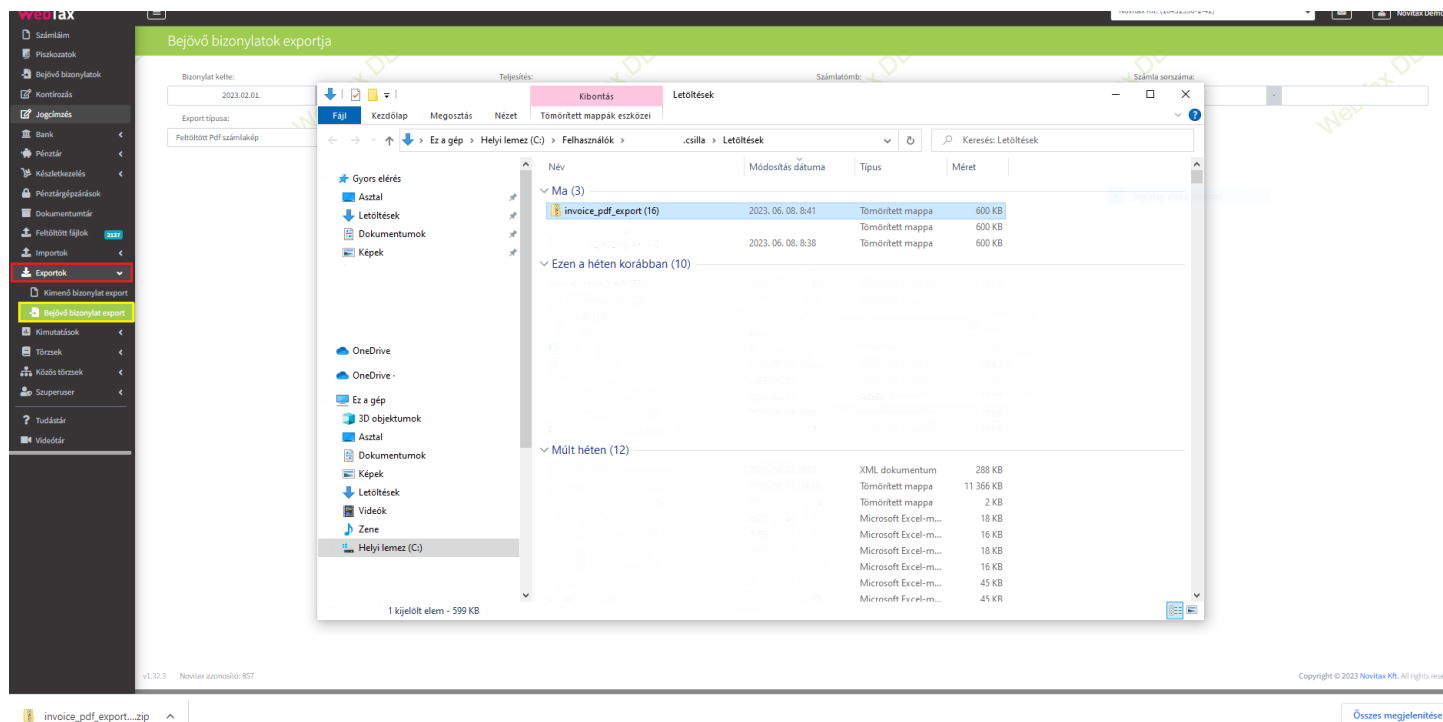 WebTax
Novitax Demo
Számláim
Piszkozatok
Bejövő bizonylatok
Kontírozás
Jogcímzés
Bank
Pénztár
Készletkezelés
Pénztárgépzárások
Dokumentumtár
Feltöltött fájlok 2137
Importok
Exportok
Kimenő bizonylat export
Bejövő bizonylat export
Kimutatások
Törzsek
Közös törzsek
Szuperuser
Tudástár
Videótár
Bejövő bizonylatok exportja
Bizonylat kelte:
Teljesítés:
Számlatömb:
Számla sorszáma:
2023.02.01.
-
Export típusa:
Feltöltött Pdf számlakép
Kibontás
Letöltések
Fájl
Kezdőlap
Megosztás
Nézet
Tömörített mappák eszközei
Ez a gép › Helyi lemez (C:) › Felhasználók › .csilla › Letöltések
Keresés: Letöltések
Gyors elérés
Asztal
Letöltések
Dokumentumok
Képek
OneDrive
OneDrive -
Ez a gép
3D objektumok
Asztal
Dokumentumok
Képek
Letöltések
Videók
Zene
Helyi lemez (C:)
Név
Módosítás dátuma
Típus
Méret
Ma (3)
invoice_pdf_export (16) 2023. 06. 08. 8:41 Tömörített mappa 600 KB
Tömörített mappa 600 KB
2023. 06. 08. 8:38 Tömörített mappa 600 KB
Ezen a héten korábban (10)
Múlt héten (12)
XML dokumentum 288 KB
Tömörített mappa 11 366 KB
Tömörített mappa 2 KB
Microsoft Excel-m... 18 KB
Microsoft Excel-m... 16 KB
Microsoft Excel-m... 18 KB
Microsoft Excel-m... 16 KB
Microsoft Excel-m... 45 KB
Microsoft Excel-m... 45 KB
1 kijelölt elem - 599 KB
v1.32.3 Novitax azonosító: 857
Copyright © 2023 Novitax Kft. All rights rese
invoice_pdf_export....zip
Összes megjelenítése